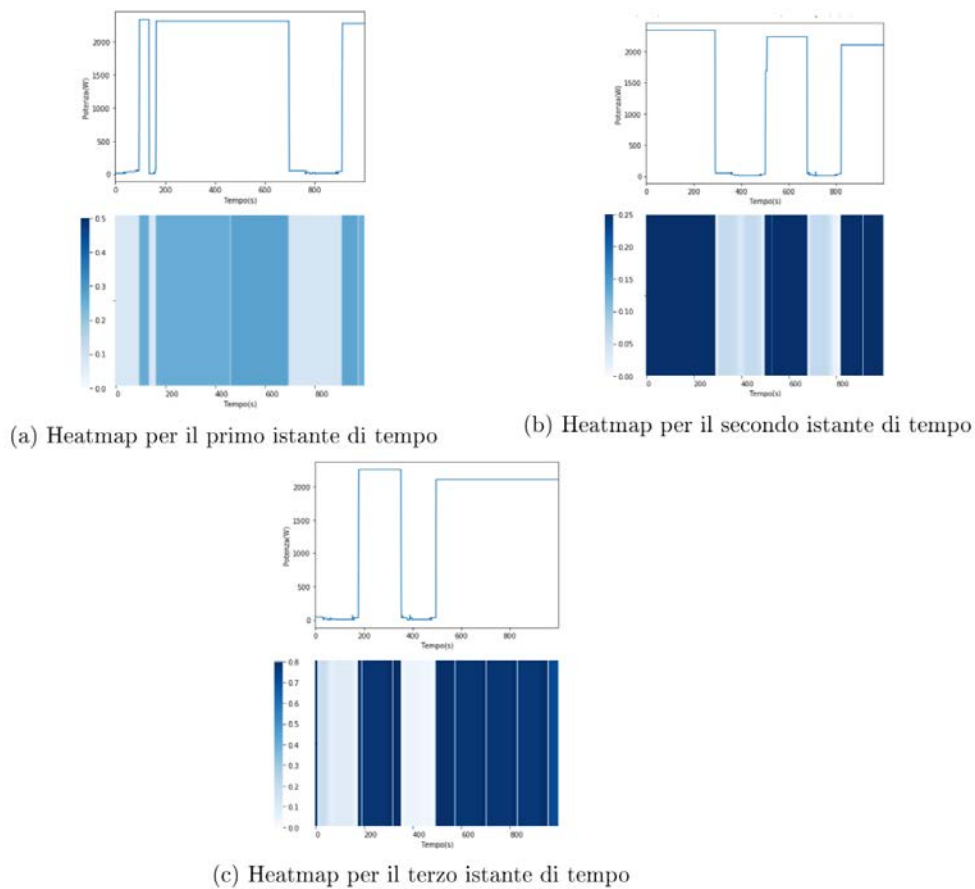 2000
1500
1000
500
0
Potenza(W)
0 200 400 600 800
Tempo(s)
0.5
0.4
0.3
0.2
0.1
0.0
0 200 400 600 800
Tempo(s)
(a) Heatmap per il primo istante di tempo
2000
1500
1000
500
0
Potenza(W)
0 200 400 600 800
Tempo(s)
0.25
0.20
0.15
0.10
0.05
0.00
0 200 400 600 800
Tempo(s)
(b) Heatmap per il secondo istante di tempo
2000
1500
1000
500
0
Potenza(W)
0 200 400 600 800
Tempo(s)
0.8
0.7
0.6
0.5
0.4
0.3
0.2
0.1
0.0
0 200 400 600 800
Tempo(s)
(c) Heatmap per il terzo istante di tempo